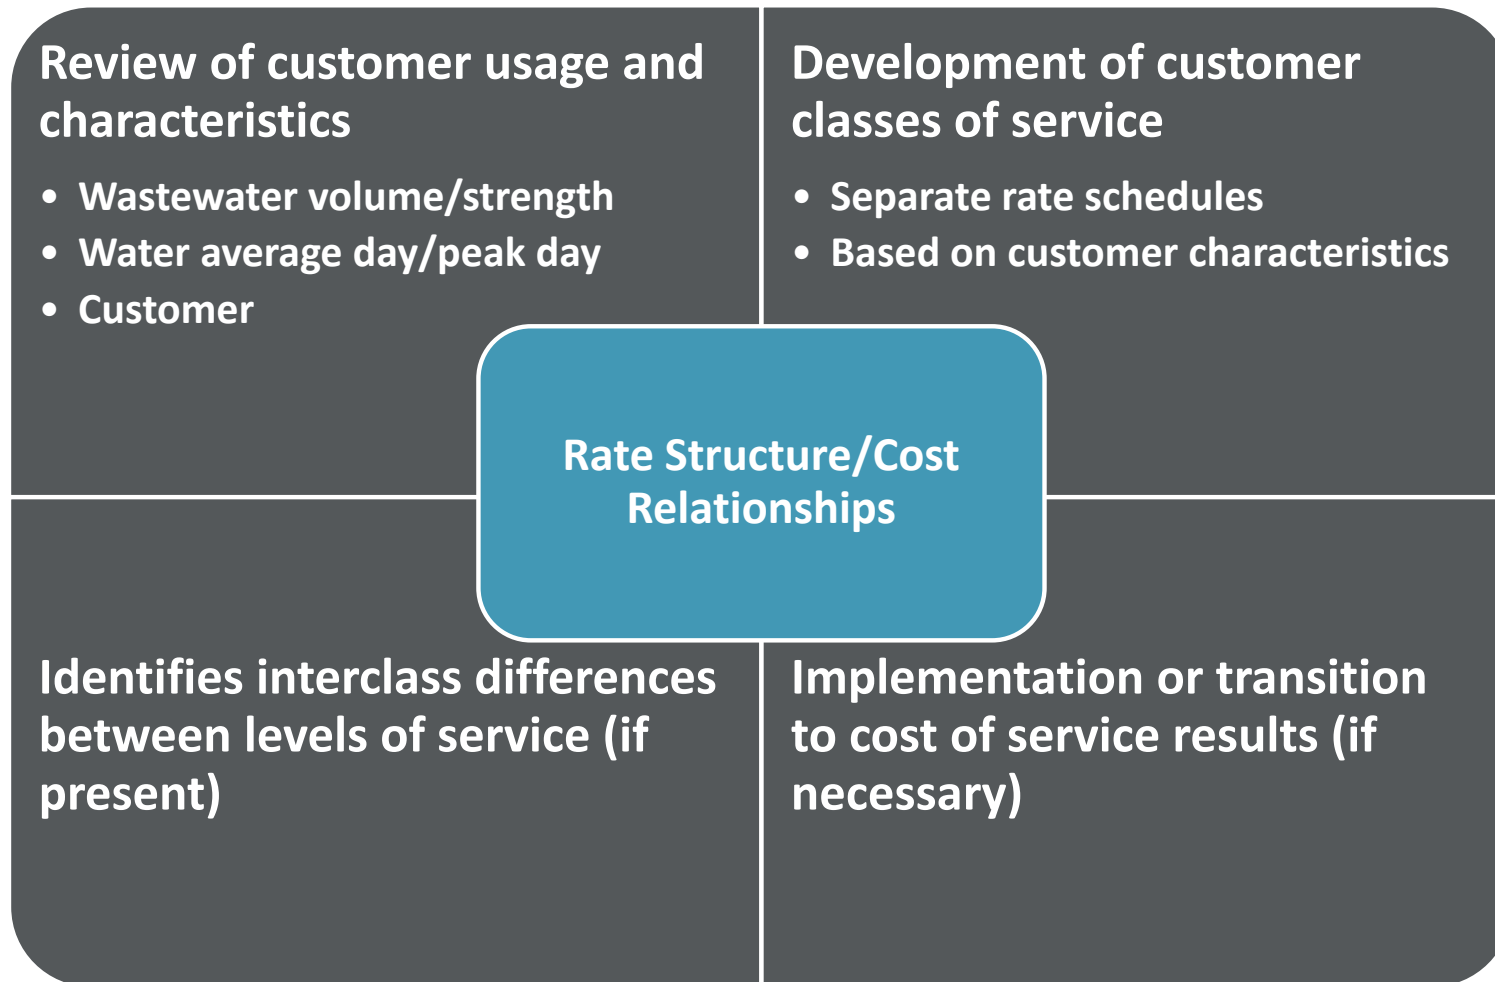 Review of customer usage and
characteristics
• Wastewater volume/strength
• Water average day/peak day
• Customer
Development of customer
classes of service
• Separate rate schedules
• Based on customer characteristics
Rate Structure/Cost
Relationships
Identifies interclass differences
between levels of service (if
present)
Implementation or transition
to cost of service results (if
necessary)